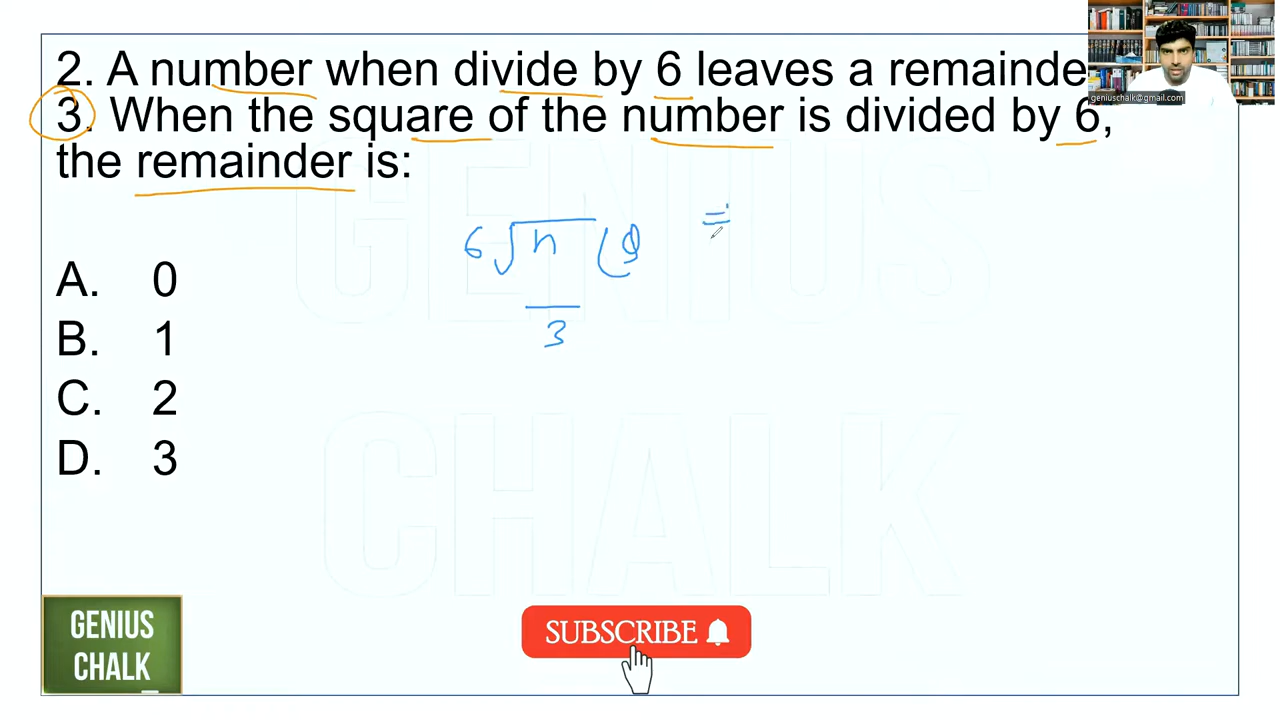 2. A number when divide by 6 leaves a remainde
3. When the square of the number is divided by 6,
the remainder is:
geniuschalk@gmail.com
6 √ n (
=
3
A. 0
B. 1
C. 2
D. 3
GENIUS
CHALK
GENIUS
CHALK
SUBSCRIBE